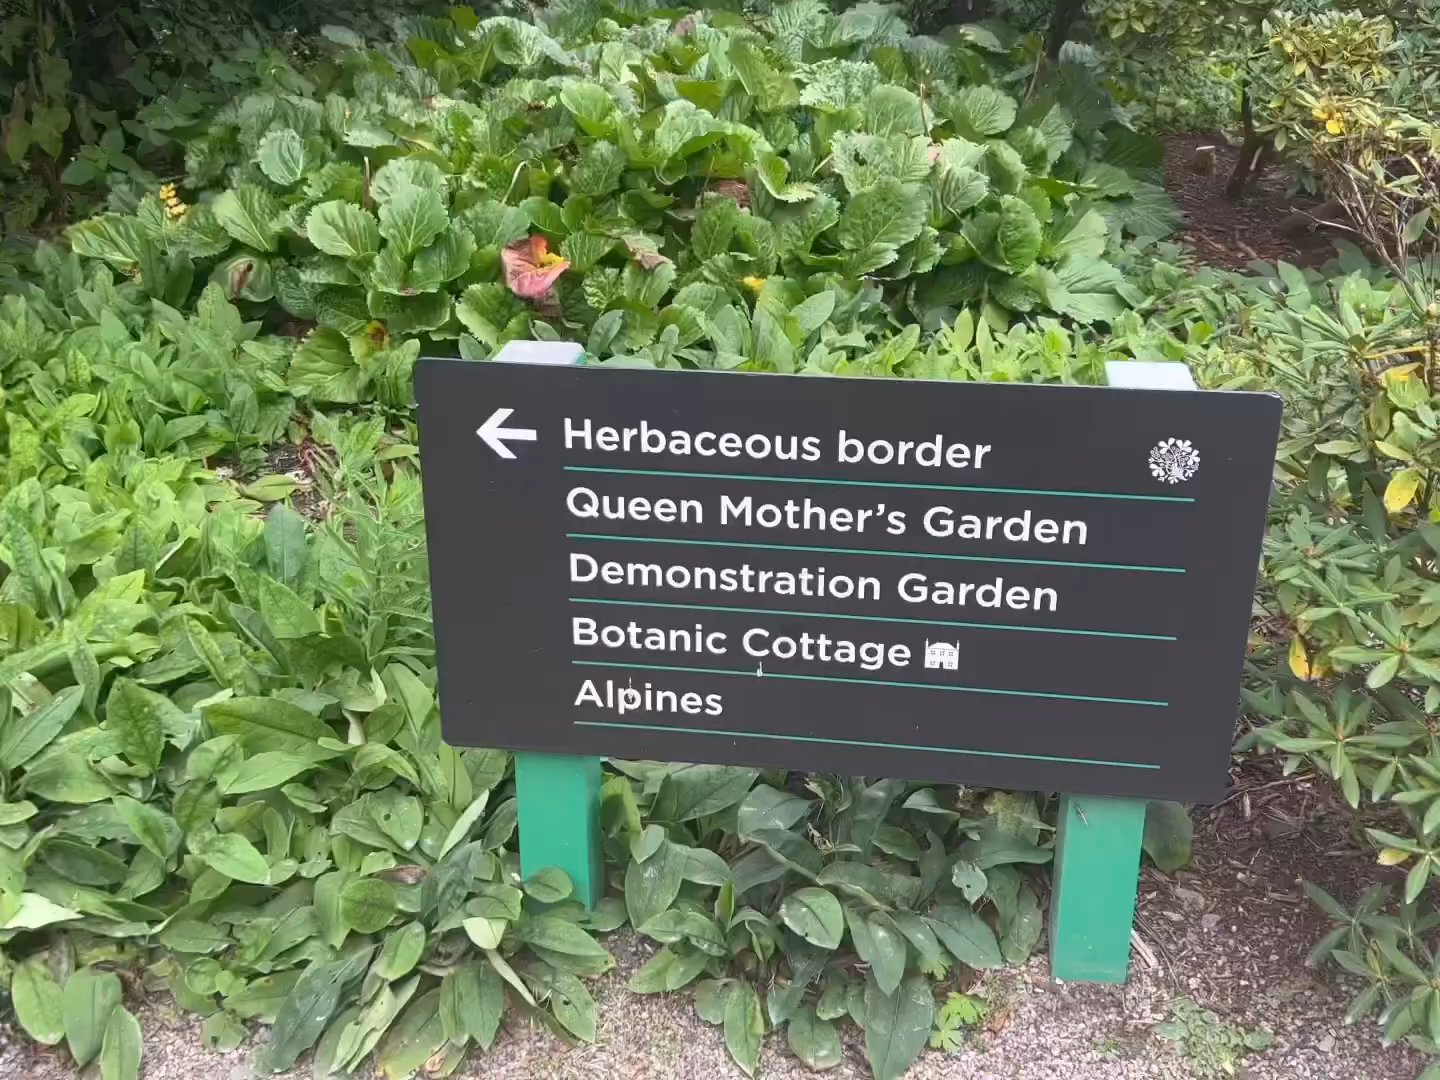 Herbaceous border
Queen Mother's Garden
Demonstration Garden
Botanic Cottage
Alpines